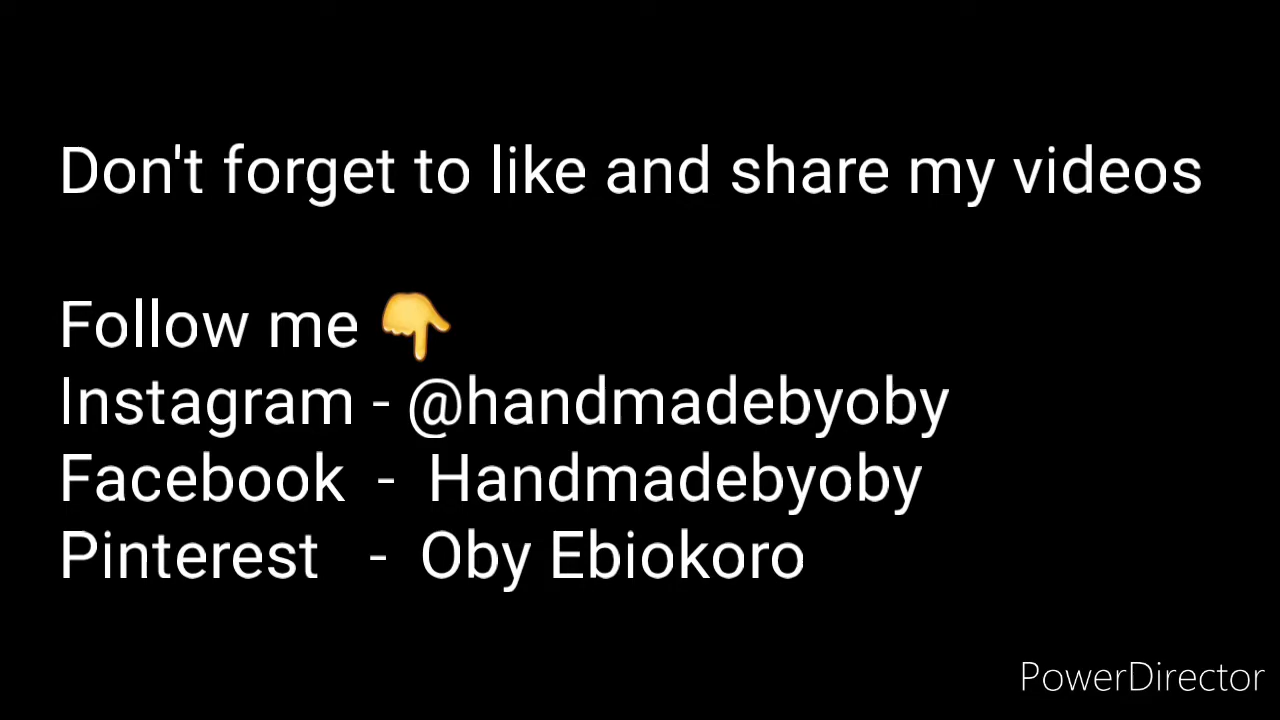 Don't forget to like and share my videos
Follow me 👇
Instagram - @handmadebyoby
Facebook - Handmadebyoby
Pinterest - Oby Ebiokoro
PowerDirector